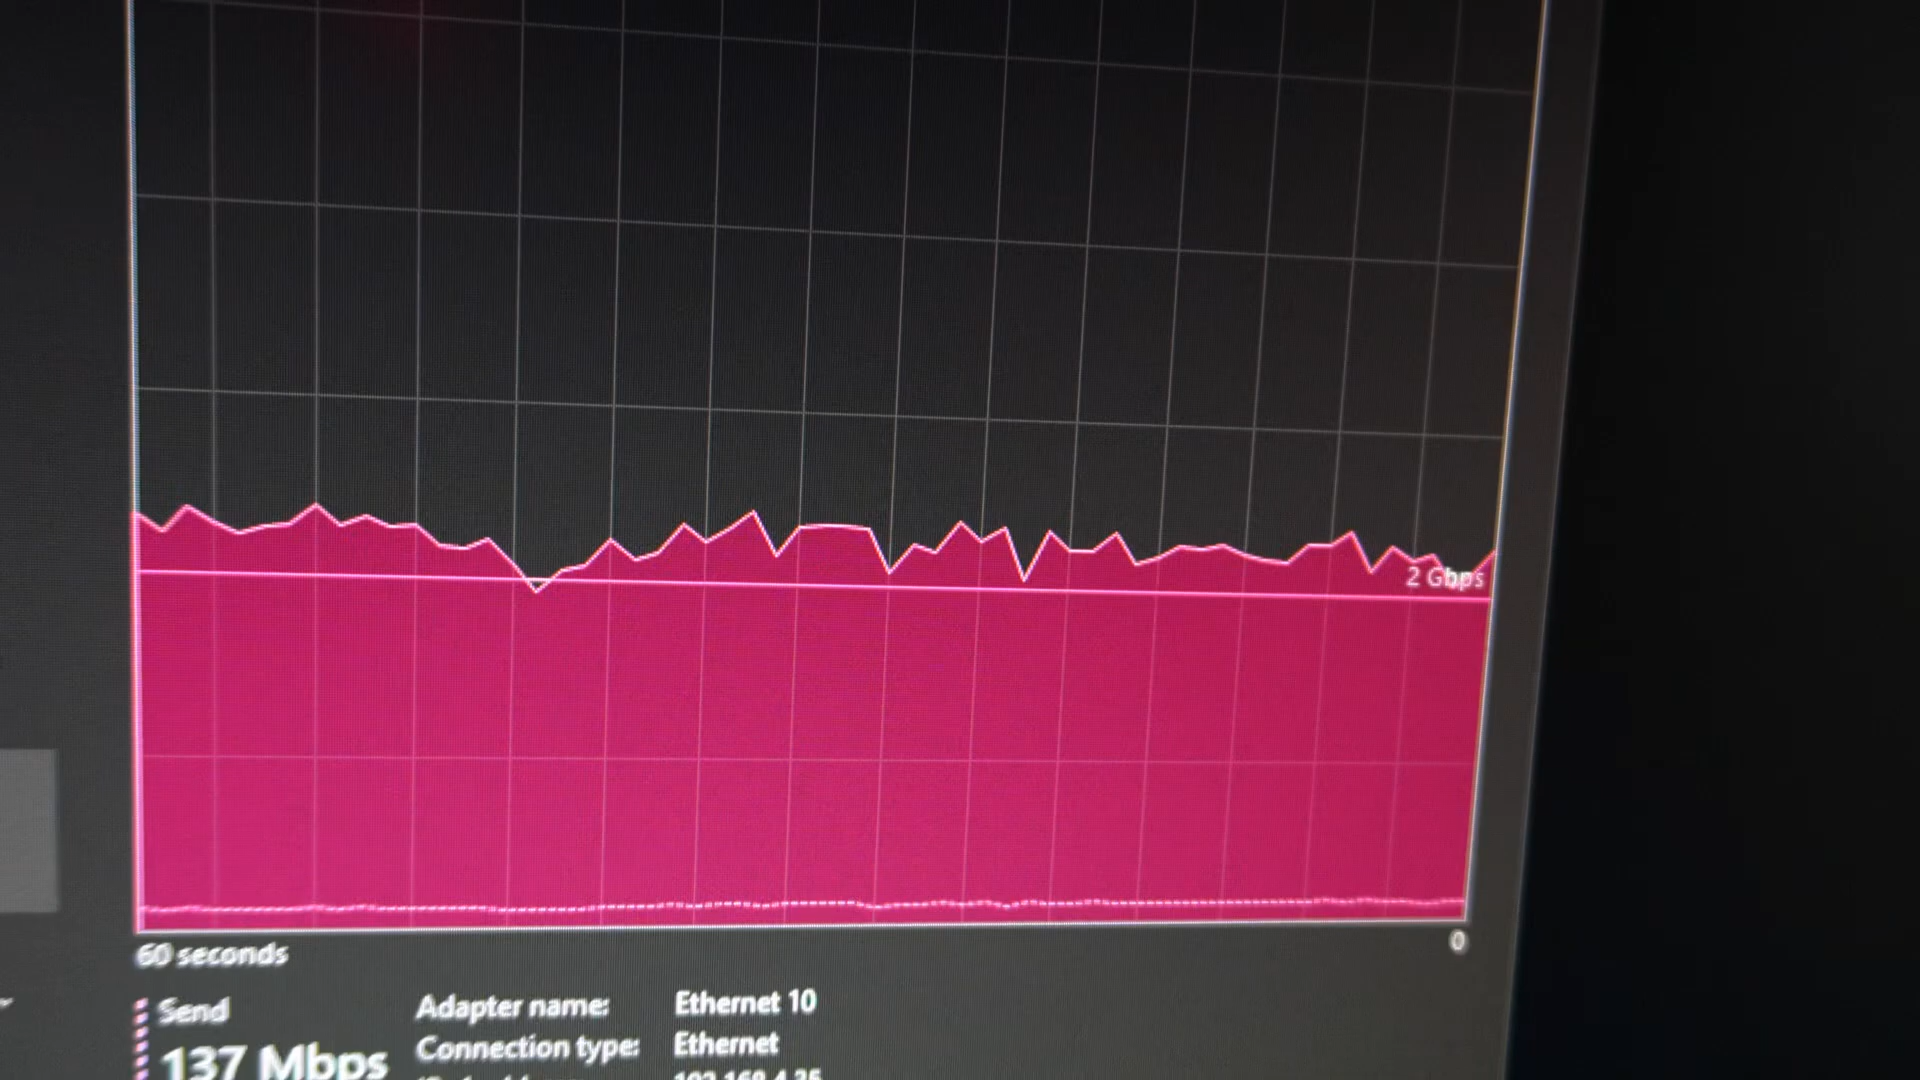 2 Gbps
60 seconds
0
Send
Adapter name:
Ethernet 10
137 Mbps
Connection type:
Ethernet